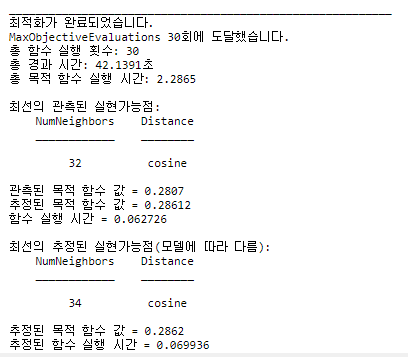 최적화가 완료되었습니다.
MaxObjectiveEvaluations 30회에 도달했습니다.
총 함수 실행 횟수: 30
총 경과 시간: 42.1391초
총 목적 함수 실행 시간: 2.2865
최선의 관측된 실현가능점:
NumNeighbors Distance
32 cosine
관측된 목적 함수 값 = 0.2807
추정된 목적 함수 값 = 0.28612
함수 실행 시간 = 0.062726
최선의 추정된 실현가능점(모델에 따라 다름):
NumNeighbors Distance
34 cosine
추정된 목적 함수 값 = 0.2862
추정된 함수 실행 시간 = 0.069936